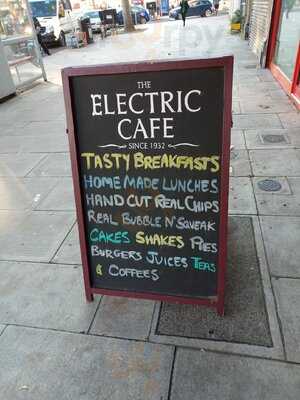 THE
ELECTRIC
CAFE
SINCE 1932
TASTY BREAKFASTS
HOME MADE LUNCHES
HAND CUT REAL CHIPS
REAL BUBBLE N' SQUEAK
CAKES SHAKES PIES
BURGERS JUICES TEAS
& COFFEES